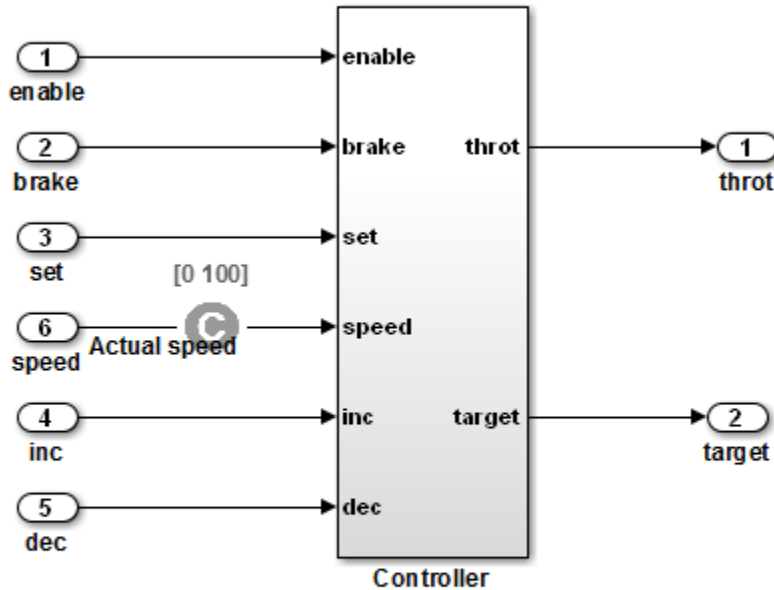 1
enable
enable
2
brake
brake
throt
1
throt
3
set
set
[0 100]
6
speed
Actual speed
C
speed
4
inc
inc
target
2
target
5
dec
dec
Controller